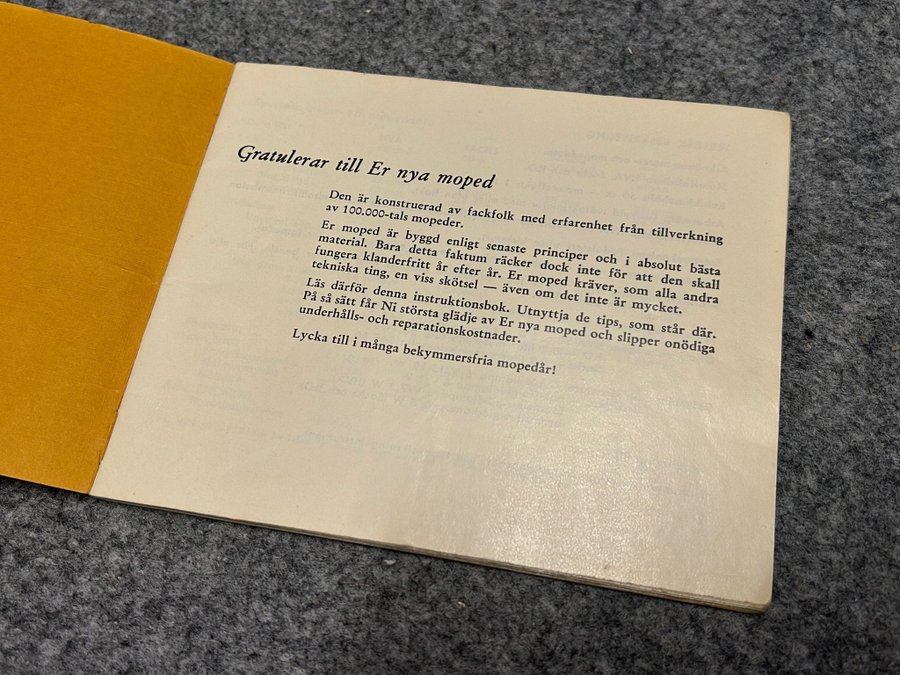 Gratulerar till Er nya moped
Den är konstruerad av fackfolk med erfarenhet från tillverkning
av 100.000-tals mopeder.
Er moped är byggd enligt senaste principer och i absolut bästa
material. Bara detta faktum räcker dock inte för att den skall
fungera klanderfritt år efter år. Er moped kräver, som alla andra
tekniska ting, en viss skötsel — även om det inte är mycket.
Läs därför denna instruktionsbok. Utnyttja de tips, som står där.
På så sätt får Ni största glädje av Er nya moped och slipper onödiga
underhålls- och reparationskostnader.
Lycka till i många bekymmersfria mopedår!